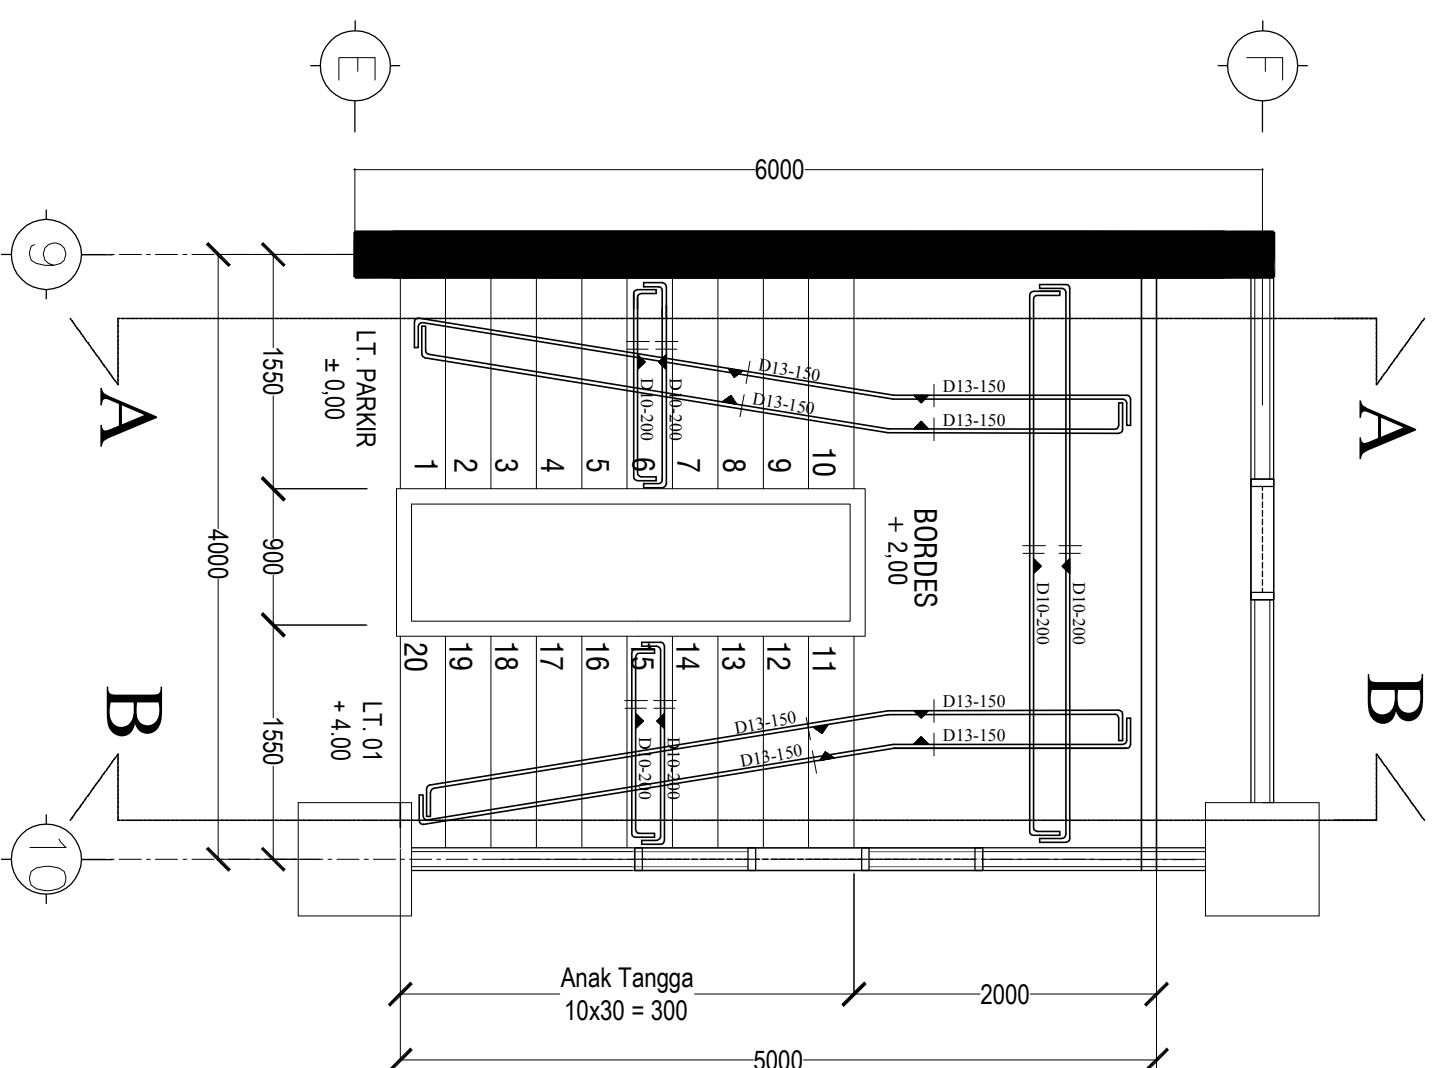 E
F
6000
9
1550
LT. PARKIR
± 0,00
A
A
D13-150
D13-150
D13-150
D13-150
D10-200
D10-200
1
2
3
4
5
6
7
8
9
10
4000
900
BORDES
+ 2,00
D10-200
D10-200
20
19
18
17
16
15
14
13
12
11
B
B
1550
LT. 01
+ 4.00
D13-150
D13-150
D13-150
D13-150
D10-200
D10-200
10
Anak Tangga
10x30 = 300
2000
5000